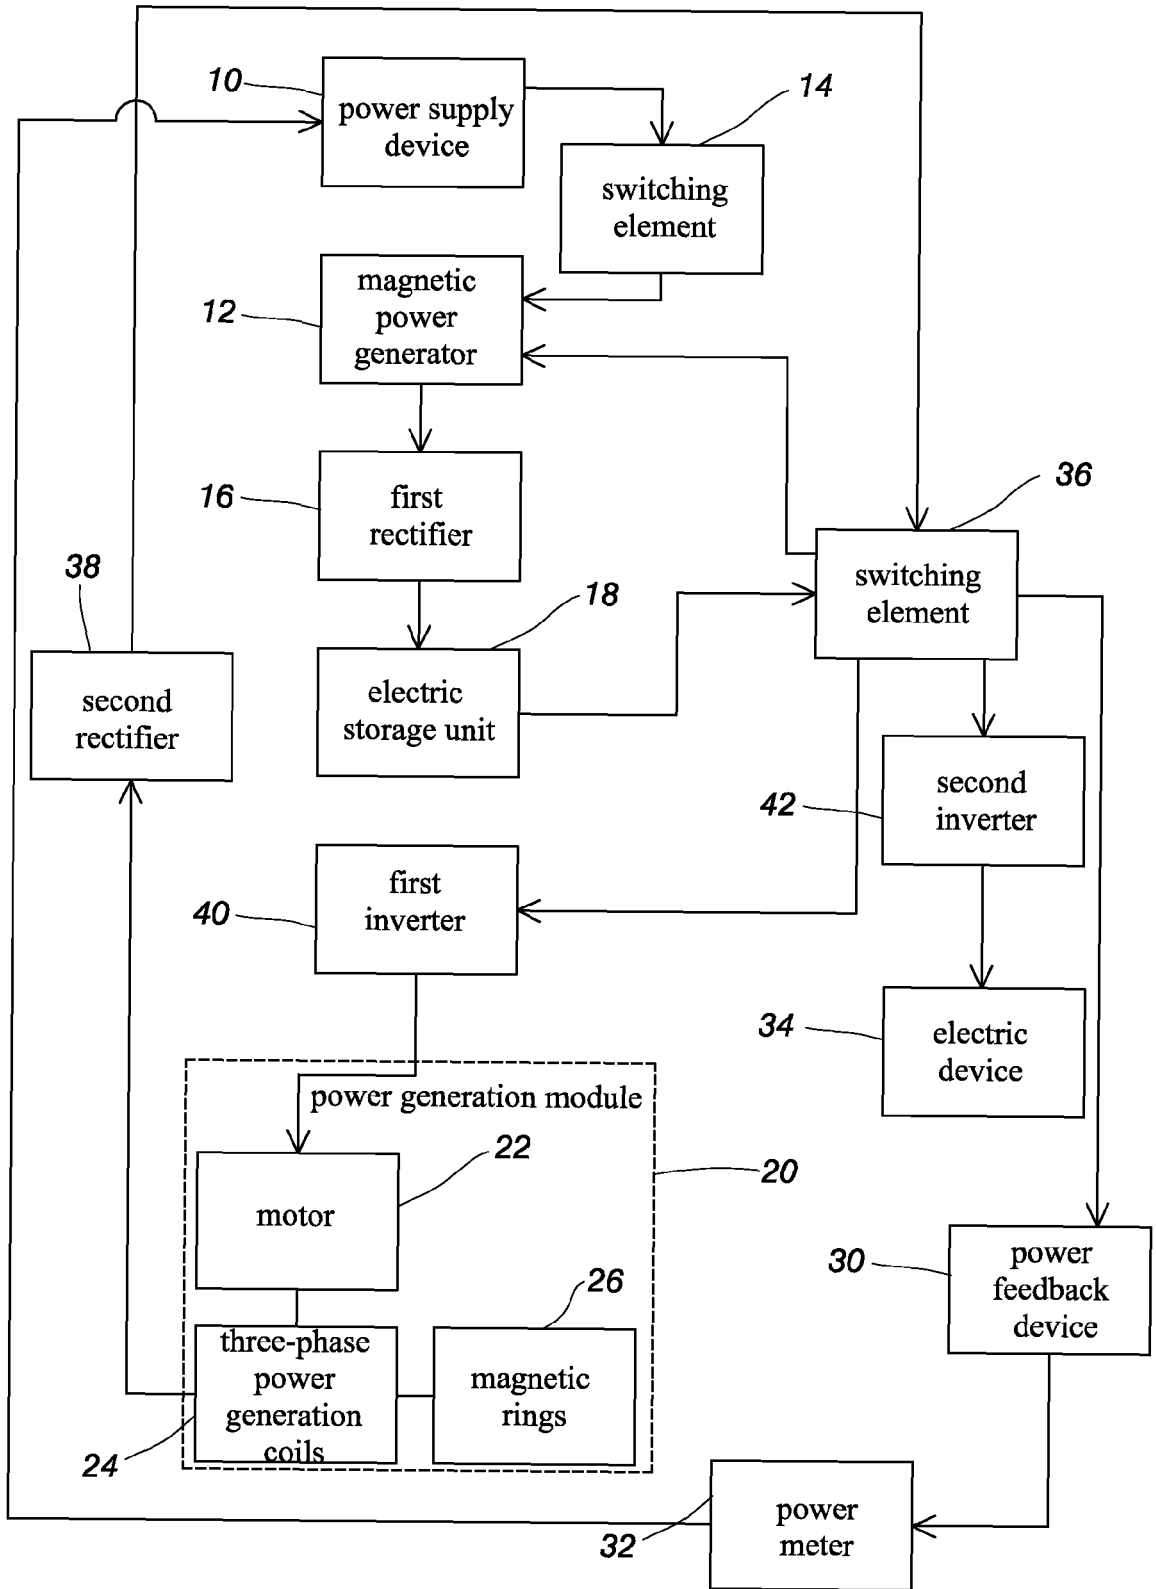 10
power supply
device
14
switching
element
magnetic
power
generator
12
first
rectifier
16
36
switching
element
38
second
rectifier
18
electric
storage unit
second
inverter
42
first
inverter
40
electric
device
34
power generation module
22
motor
20
26
three-phase
power
generation
coils
magnetic
rings
24
power
feedback
device
30
power
meter
32